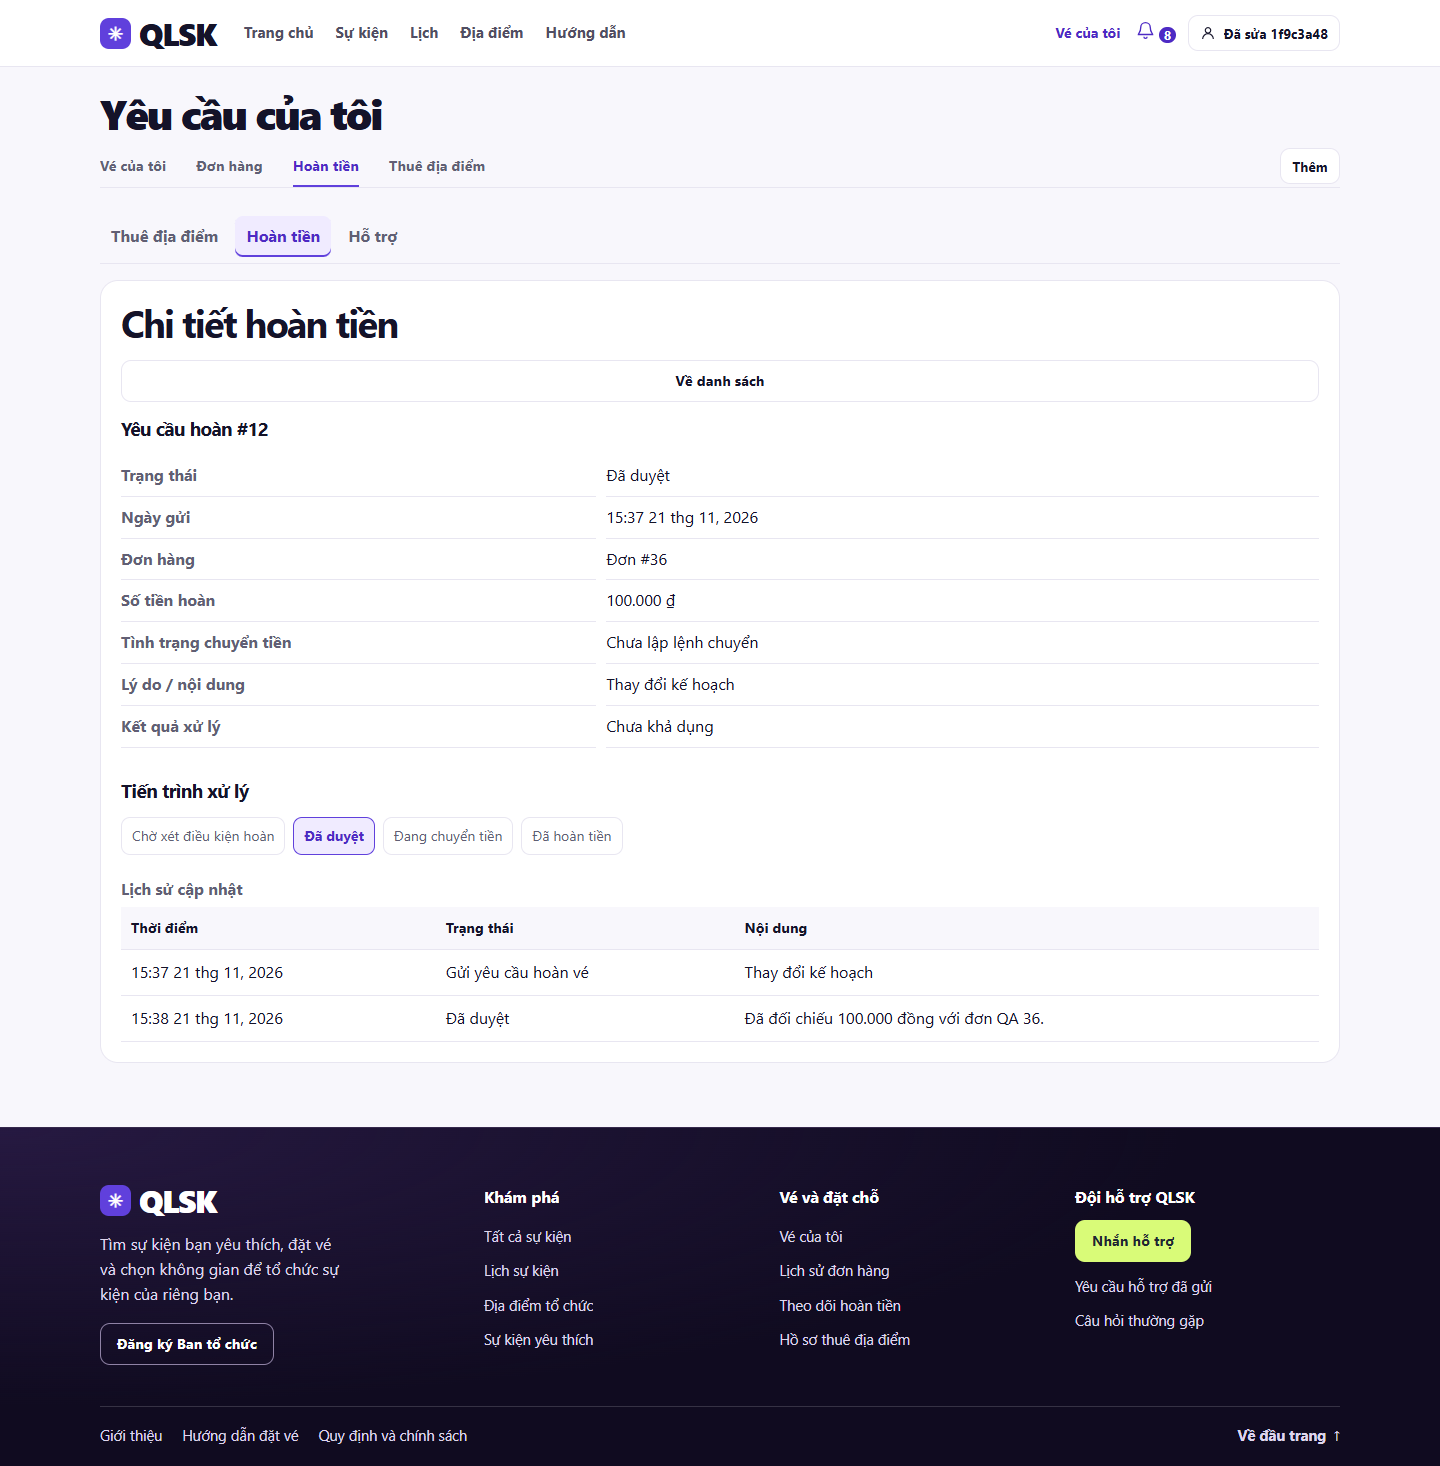 QLSK
Trang chủ
Sự kiện
Lịch
Địa điểm
Hướng dẫn
Vé của tôi
8
Đã sửa 1f9c3a48
Yêu cầu của tôi
Vé của tôi
Đơn hàng
Hoàn tiền
Thuê địa điểm
Thêm
Thuê địa điểm
Hoàn tiền
Hỗ trợ
Chi tiết hoàn tiền
Về danh sách
Yêu cầu hoàn #12
Trạng thái
Đã duyệt
Ngày gửi
15:37 21 thg 11, 2026
Đơn hàng
Đơn #36
Số tiền hoàn
100.000 ₫
Tình trạng chuyển tiền
Chưa lập lệnh chuyển
Lý do / nội dung
Thay đổi kế hoạch
Kết quả xử lý
Chưa khả dụng
Tiến trình xử lý
Chờ xét điều kiện hoàn
Đã duyệt
Đang chuyển tiền
Đã hoàn tiền
Lịch sử cập nhật
Thời điểm
Trạng thái
Nội dung
15:37 21 thg 11, 2026
Gửi yêu cầu hoàn vé
Thay đổi kế hoạch
15:38 21 thg 11, 2026
Đã duyệt
Đã đối chiếu 100.000 đồng với đơn QA 36.
QLSK
Tìm sự kiện bạn yêu thích, đặt vé
và chọn không gian để tổ chức sự
kiện của riêng bạn.
Đăng ký Ban tổ chức
Khám phá
Tất cả sự kiện
Lịch sự kiện
Địa điểm tổ chức
Sự kiện yêu thích
Vé và đặt chỗ
Vé của tôi
Lịch sử đơn hàng
Theo dõi hoàn tiền
Hồ sơ thuê địa điểm
Đội hỗ trợ QLSK
Nhắn hỗ trợ
Yêu cầu hỗ trợ đã gửi
Câu hỏi thường gặp
Giới thiệu
Hướng dẫn đặt vé
Quy định và chính sách
Về đầu trang ↑